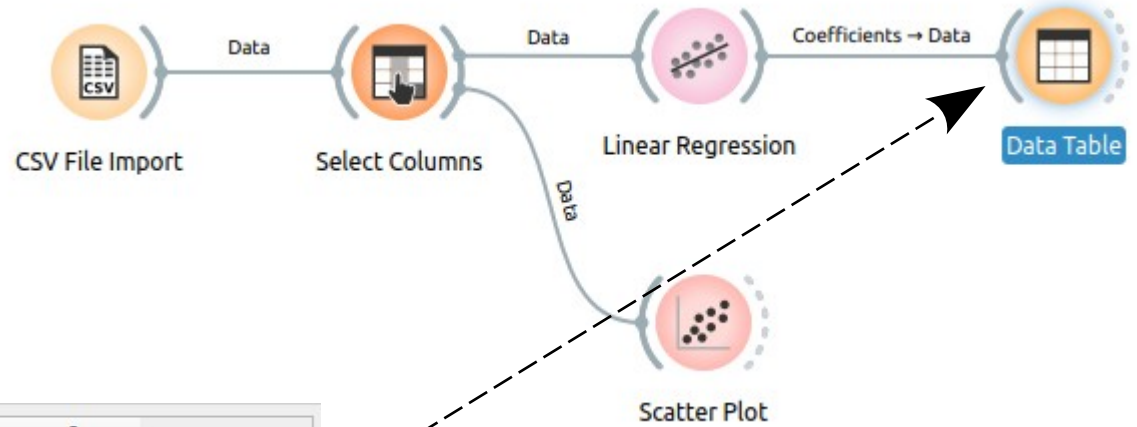 Data
Data
Coefficients → Data
CSV
CSV File Import
Select Columns
Linear Regression
Data Table
Data
Scatter Plot